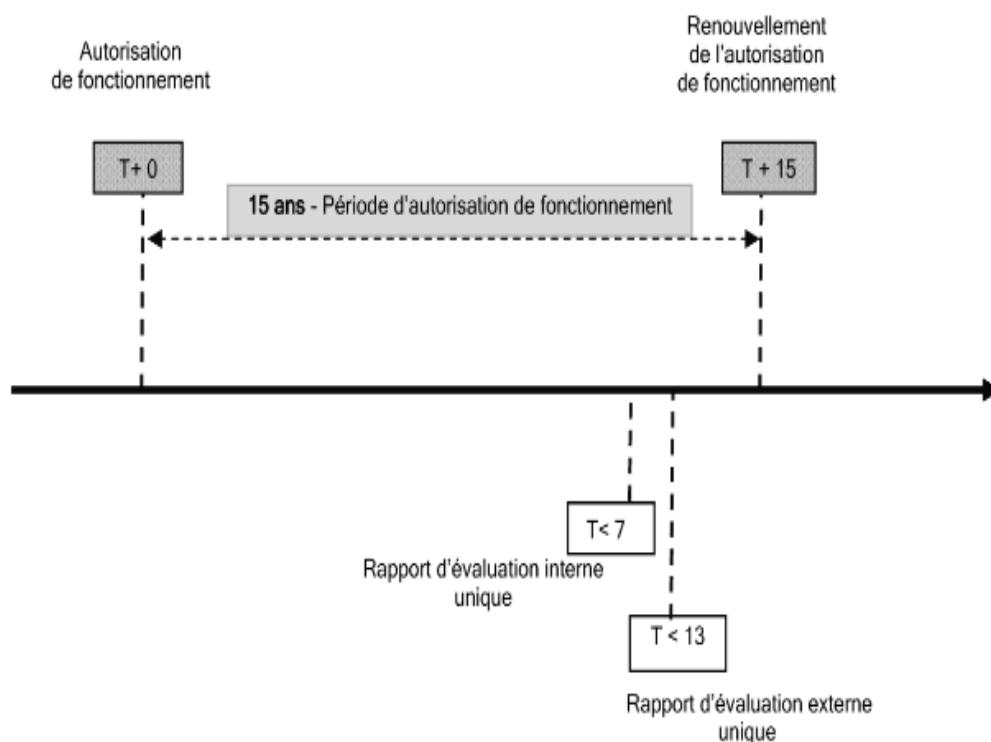 Autorisation
de fonctionnement
Renouvellement
de l'autorisation
de fonctionnement
T+ 0
T + 15
15 ans - Période d'autorisation de fonctionnement
T< 7
Rapport d'évaluation interne
unique
T < 13
Rapport d'évaluation externe
unique